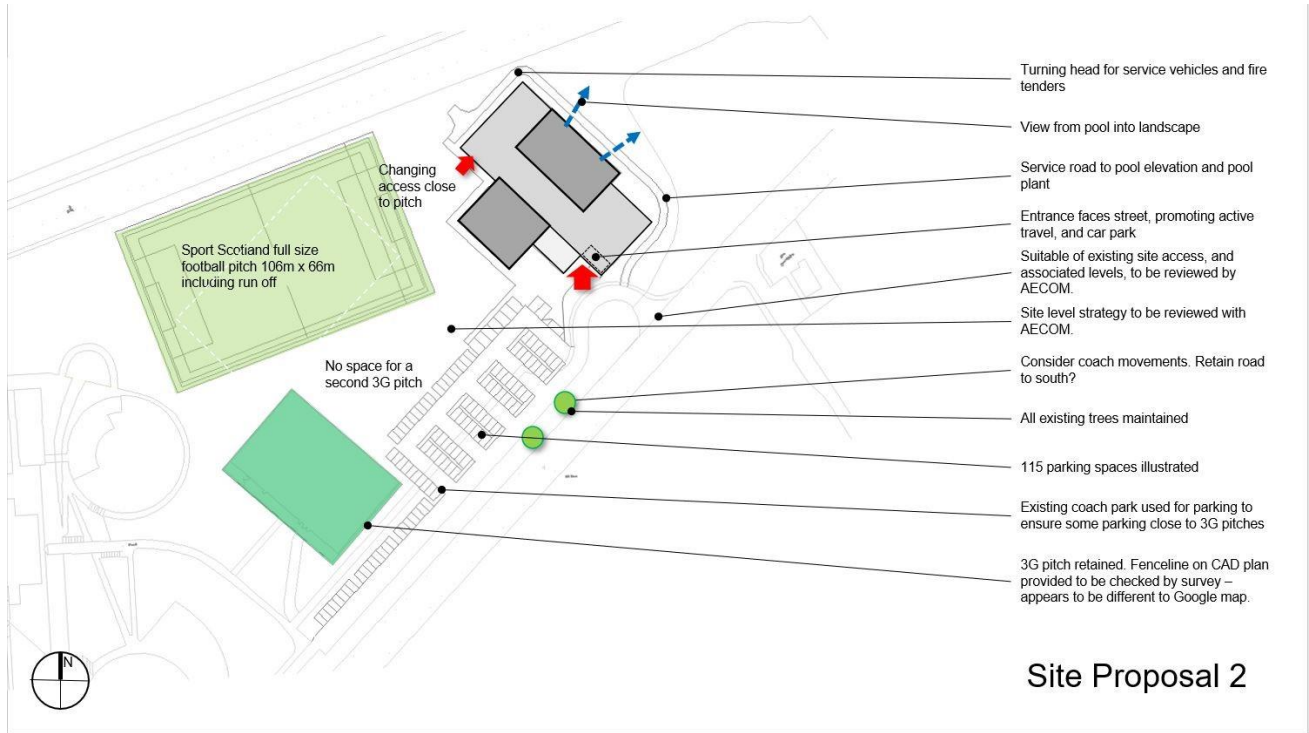 Turning head for service vehicles and fire
tenders
View from pool into landscape
Service road to pool elevation and pool
plant
Entrance faces street, promoting active
travel, and car park
Suitable of existing site access, and
associated levels, to be reviewed by
AECOM.
Site level strategy to be reviewed with
AECOM.
Consider coach movements. Retain road
to south?
All existing trees maintained
115 parking spaces illustrated
Existing coach park used for parking to
ensure some parking close to 3G pitches
3G pitch retained. Fenceline on CAD plan
provided to be checked by survey –
appears to be different to Google map.
Changing
access close
to pitch
Sport Scotland full size
football pitch 106m x 66m
including run off
No space for a
second 3G pitch
N
Site Proposal 2